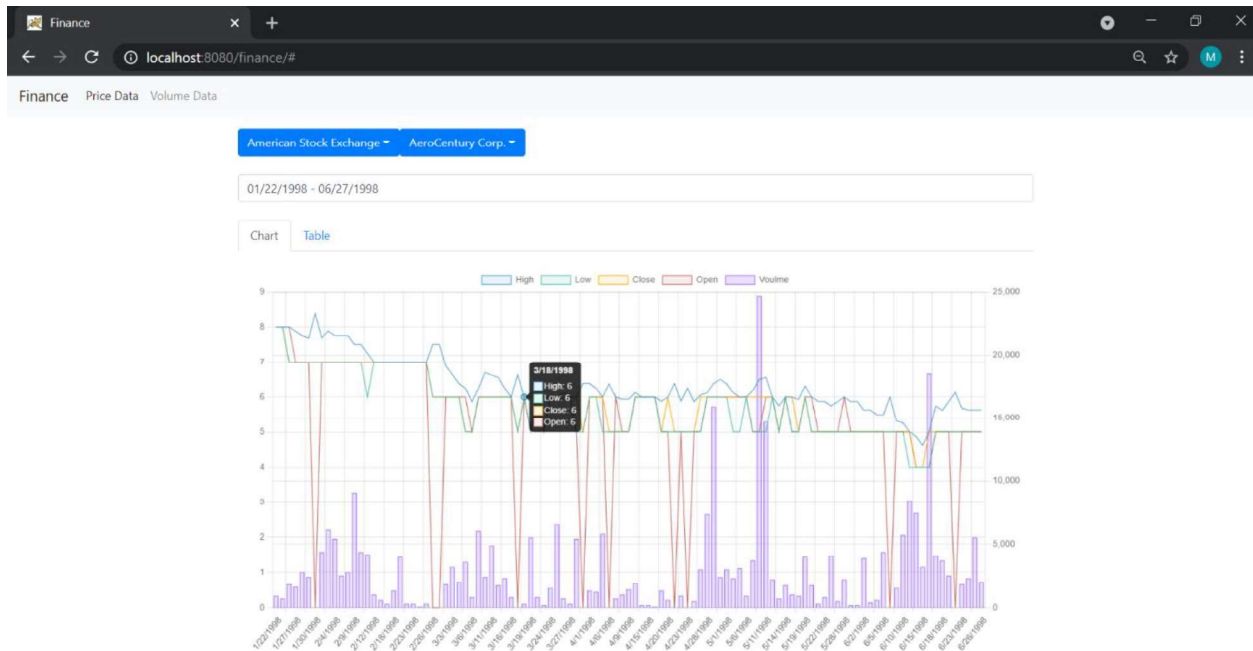 Finance
localhost:8080/finance/#
M
Finance Price Data Volume Data
American Stock Exchange AeroCentury Corp.
01/22/1998 - 06/27/1998
Chart Table
High Low Close Open Voulme
9 25,000
8
7 20,000
3/18/1998
High: 6
Low: 6
Close: 6
Open: 6
6
5 15,000
4 10,000
3
2 5,000
1
0 0
1/22/1998 1/27/1998 1/30/1998 2/4/1998 2/9/1998 2/12/1998 2/18/1998 2/23/1998 2/26/1998 3/3/1998 3/6/1998 3/11/1998 3/16/1998 3/19/1998 3/24/1998 3/27/1998 4/1/1998 4/6/1998 4/9/1998 4/15/1998 4/20/1998 4/23/1998 4/28/1998 5/1/1998 5/6/1998 5/11/1998 5/14/1998 5/19/1998 5/22/1998 5/28/1998 6/2/1998 6/5/1998 6/10/1998 6/15/1998 6/18/1998 6/23/1998 6/26/1998